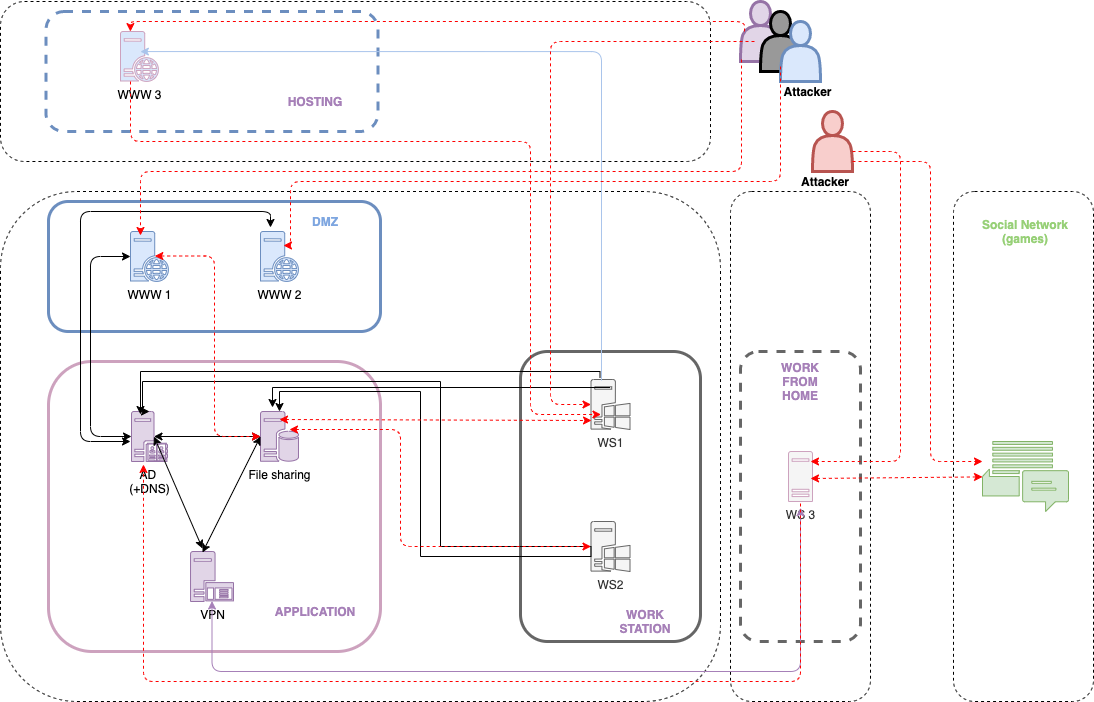 Attacker
WWW 3
HOSTING
Attacker
DMZ
Social Network
(games)
WWW 1
WWW 2
WORK
FROM
HOME
WS1
AD
(+DNS)
File sharing
WS 3
WS2
VPN
APPLICATION
WORK
STATION